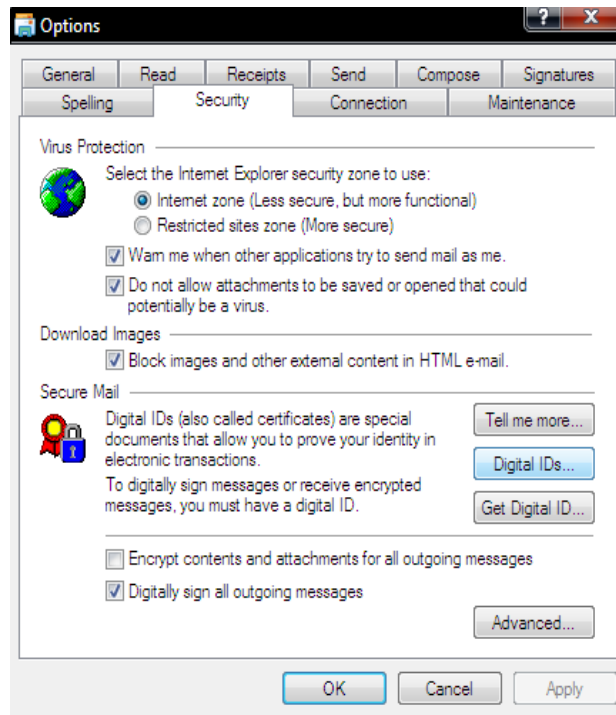 Options
?
X
General Read Receipts Send Compose Signatures
Spelling Security Connection Maintenance
Virus Protection
Select the Internet Explorer security zone to use:
Internet zone (Less secure, but more functional)
Restricted sites zone (More secure)
Warn me when other applications try to send mail as me.
Do not allow attachments to be saved or opened that could
potentially be a virus.
Download Images
Block images and other external content in HTML e-mail.
Secure Mail
Digital IDs (also called certificates) are special
documents that allow you to prove your identity in
electronic transactions.
Tell me more...
Digital IDs...
To digitally sign messages or receive encrypted
messages, you must have a digital ID.
Get Digital ID...
Encrypt contents and attachments for all outgoing messages
Digitally sign all outgoing messages
Advanced...
OK Cancel Apply